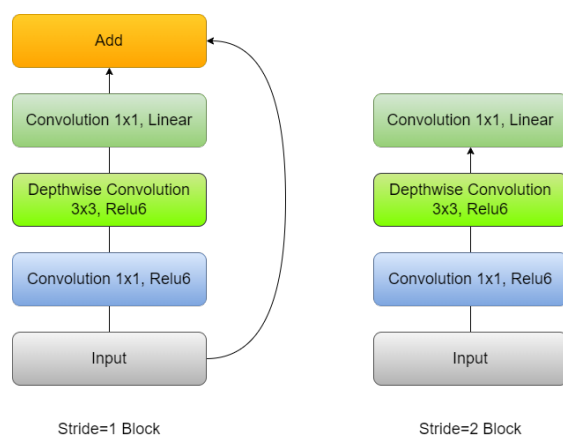 Add
Convolution 1x1, Linear
Depthwise Convolution
3x3, Relu6
Convolution 1x1, Relu6
Input
Stride=1 Block
Convolution 1x1, Linear
Depthwise Convolution
3x3, Relu6
Convolution 1x1, Relu6
Input
Stride=2 Block